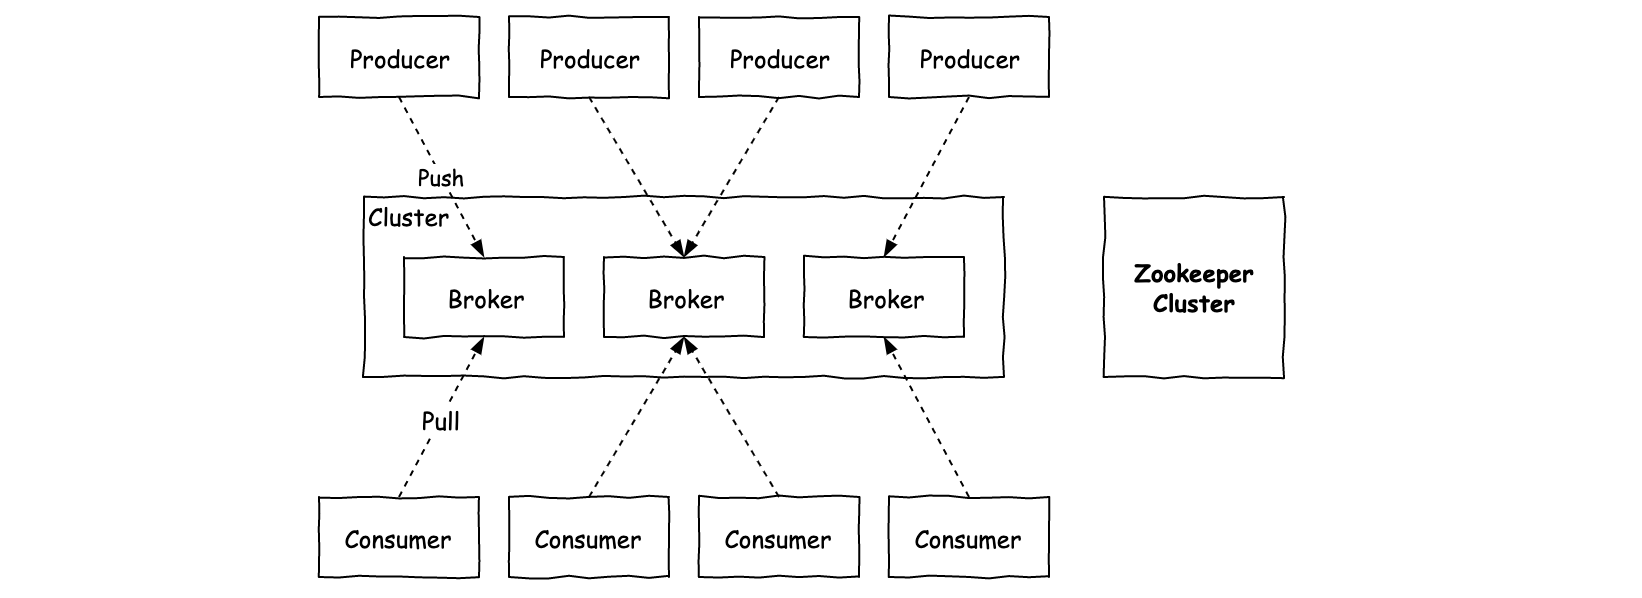 Producer
Producer
Producer
Producer
Push
Cluster
Broker
Broker
Broker
Zookeeper
Cluster
Pull
Consumer
Consumer
Consumer
Consumer